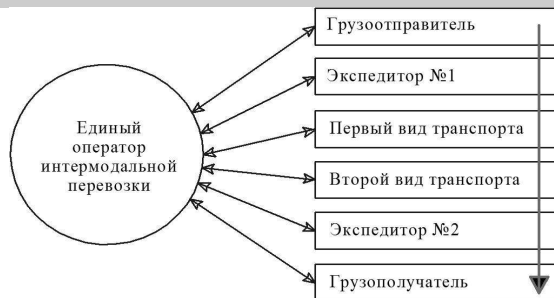 Единый
оператор
интермодальной
перевозки
Грузоотправитель
Экспедитор №1
Первый вид транспорта
Второй вид транспорта
Экспедитор №2
Грузополучатель